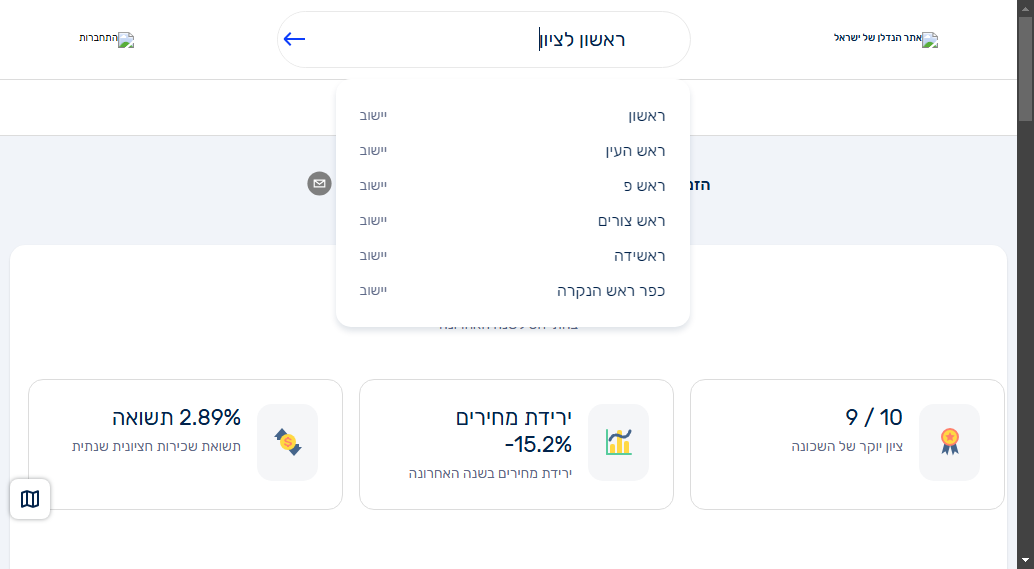 אתר הנדלן של ישראל
ראשון לציון
התחברות
ראשון יישוב
ראש העין יישוב
ראש פ יישוב
ראש צורים יישוב
ראשידה יישוב
כפר ראש הנקרה יישוב
9 / 10
ציון יוקר של השכונה
ירידת מחירים
-15.2%
ירידת מחירים בשנה האחרונה
2.89% תשואה
תשואת שכירות חציונית שנתית